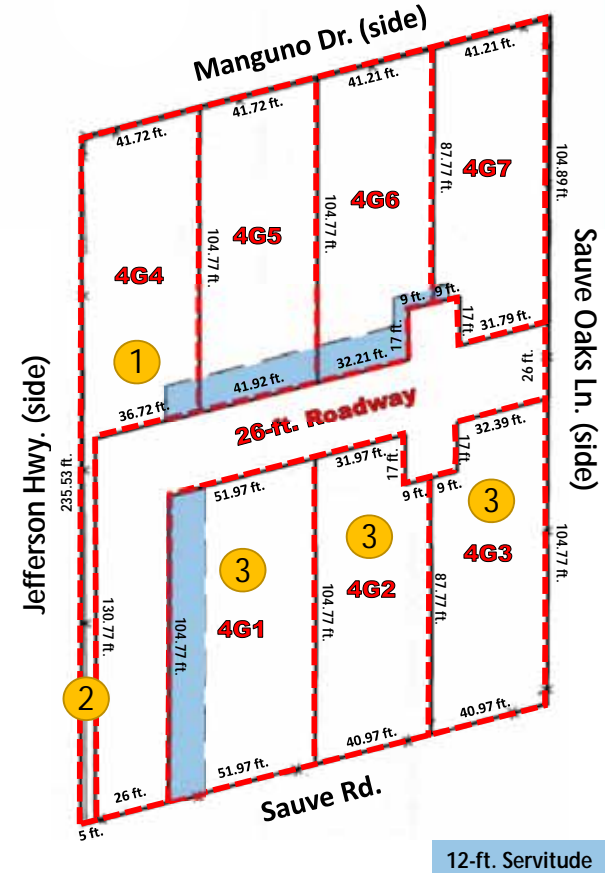 Manguno Dr. (side)
41.72 ft.
41.72 ft.
41.21 ft.
41.21 ft.
104.77 ft.
104.77 ft.
87.77 ft.
104.89 ft.
4G4
4G5
4G6
4G7
Sauve Oaks Ln. (side)
1
36.72 ft.
41.92 ft.
32.21 ft.
17 ft.
9 ft.
9 ft.
17 ft.
31.79 ft.
26 ft.
26-ft. Roadway
Jefferson Hwy. (side)
235.53 ft.
130.77 ft.
2
5 ft.
26 ft.
51.97 ft.
31.97 ft.
17 ft.
9 ft.
9 ft.
17 ft.
32.39 ft.
3
3
3
4G1
4G2
4G3
104.77 ft.
104.77 ft.
87.77 ft.
104.77 ft.
51.97 ft.
40.97 ft.
40.97 ft.
Sauve Rd.
12-ft. Servitude